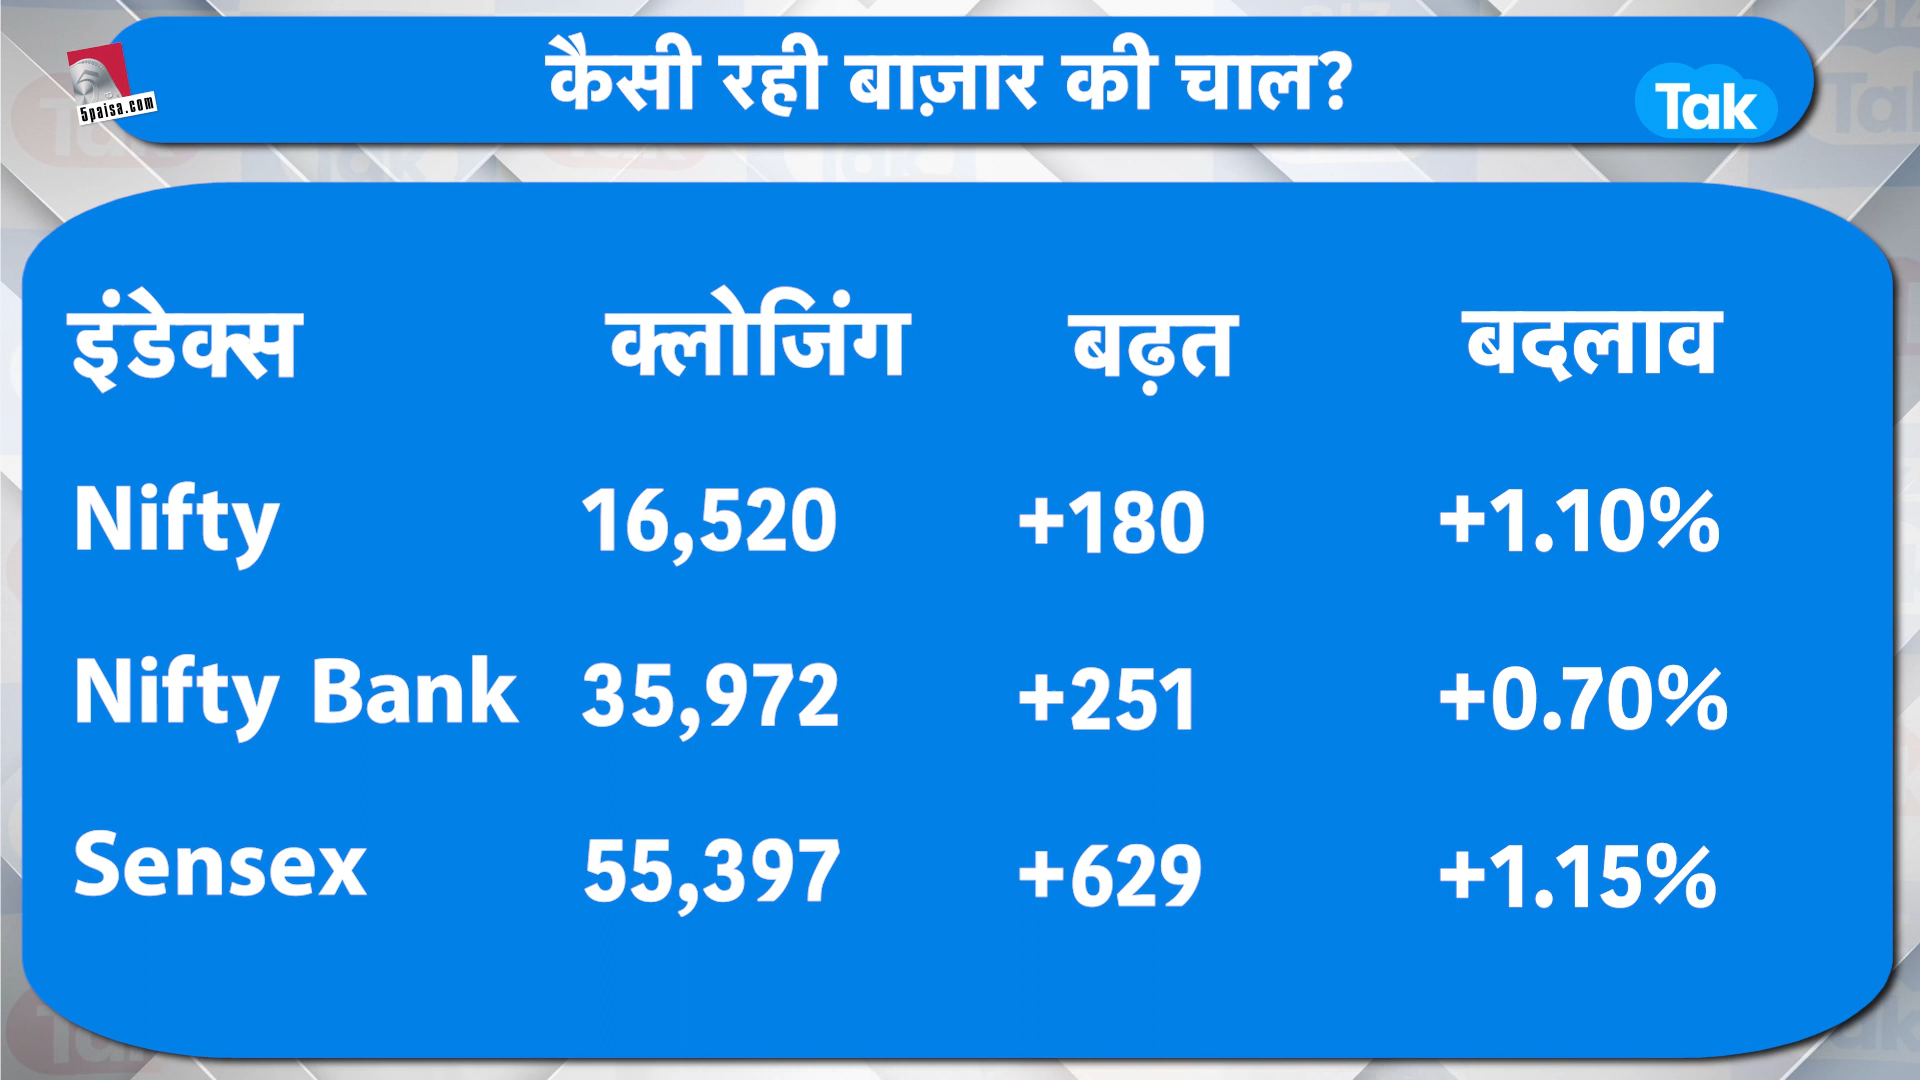 कैसी रही बाज़ार की चाल?
5paisa.com
Tak
इंडेक्स क्लोजिंग बढ़त बदलाव
Nifty 16,520 +180 +1.10%
Nifty Bank 35,972 +251 +0.70%
Sensex 55,397 +629 +1.15%